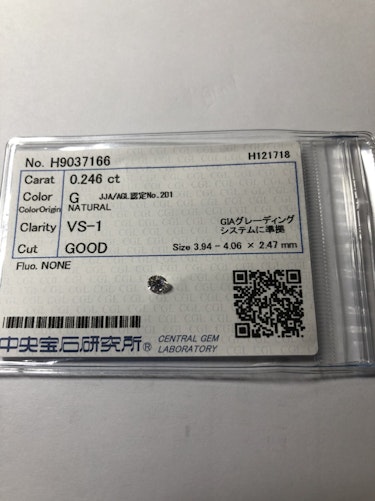 No. H9037166 H121718
Carat 0.246 ct
Color G JJA/AGL認定No.201
ColorOrigin NATURAL
Clarity VS-1 GIAグレーディング
システムに準拠
Cut GOOD Size 3.94 - 4.06 × 2.47 mm
Fluo. NONE
中央宝石研究所® CENTRAL GEM
LABORATORY